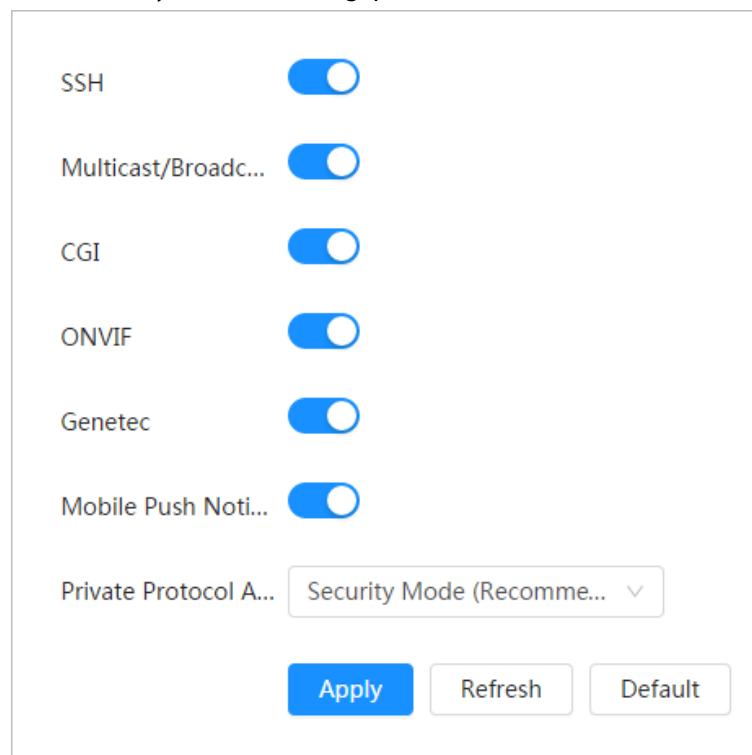 SSH
Multicast/Broadc...
CGI
ONVIF
Genetec
Mobile Push Noti...
Private Protocol A... Security Mode (Recomme...
Apply Refresh Default